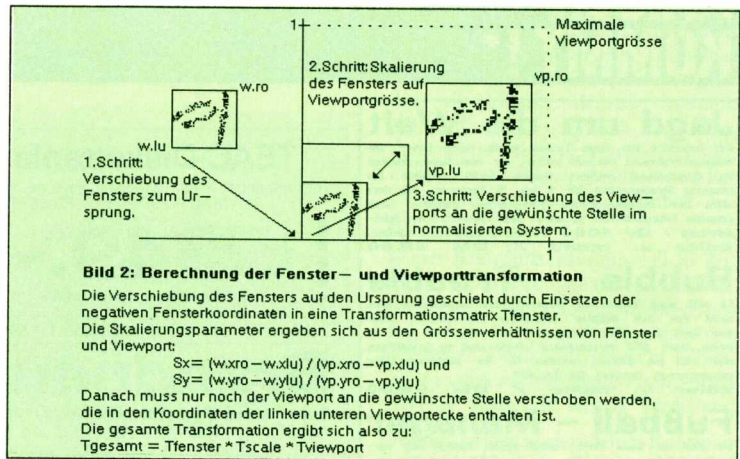 1
Maximale
Viewportgrösse
2.Schritt: Skalierung
des Fensters auf
Viewportgrösse.
w.ro
vp.ro
w.lu
vp.lu
1.Schritt:
Verschiebung des
Fensters zum Ur—
sprung.
3.Schritt: Verschiebung des View—
ports an die gewünschte Stelle im
normalisierten System.
1
Bild 2: Berechnung der Fenster— und Viewporttransformation
Die Verschiebung des Fensters auf den Ursprung geschieht durch Einsetzen der
negativen Fensterkoordinaten in eine Transformationsmatrix Tfenster.
Die Skalierungsparameter ergeben sich aus den Grössenverhältnissen von Fenster
und Viewport:
Sx= (w.xro—w.xlu) / (vp.xro—vp.xlu) und
Sy= (w.yro—w.ylu) / (vp.yro—vp.ylu)
Danach muss nur noch der Viewport an die gewünschte Stelle verschoben werden,
die in den Koordinaten der linken unteren Viewportecke enthalten ist.
Die gesamte Transformation ergibt sich also zu:
Tgesamt = Tfenster * Tscale * Tviewport